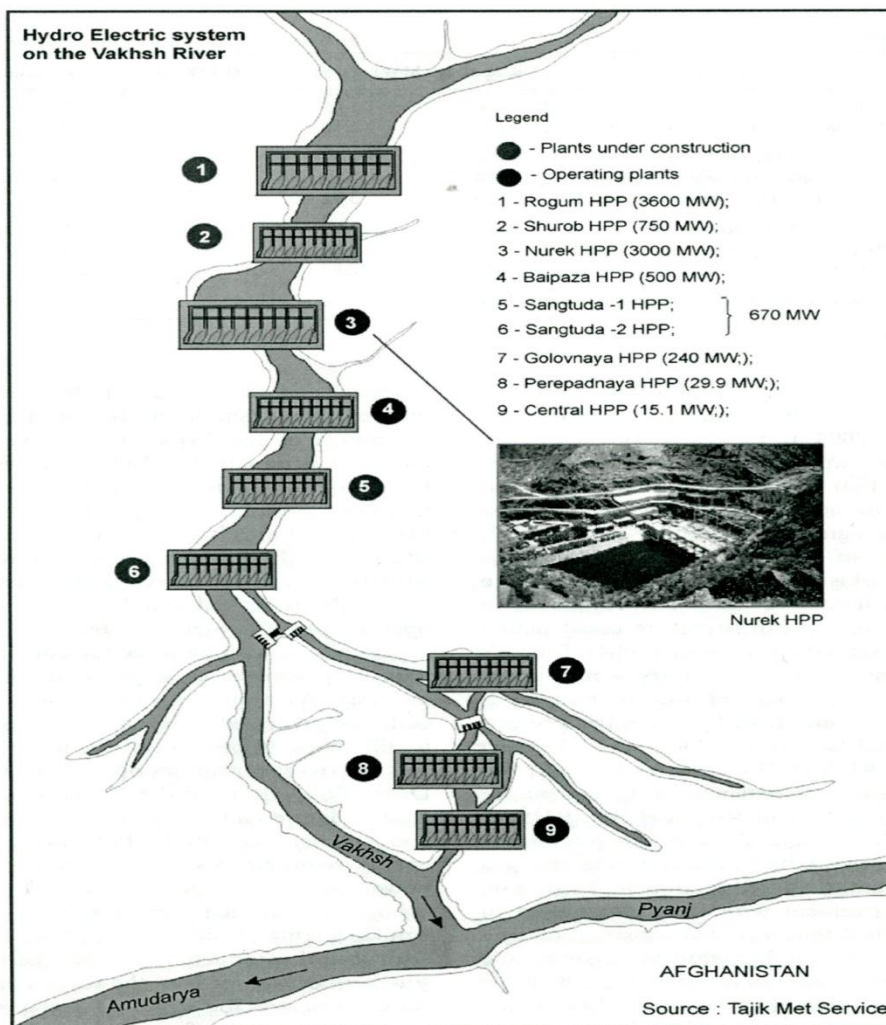 Hydro Electric system
on the Vakhsh River
Legend
- Plants under construction
- Operating plants
1 - Rogum HPP (3600 MW);
2 - Shurob HPP (750 MW);
3 - Nurek HPP (3000 MW);
4 - Baipaza HPP (500 MW);
5 - Sangtuda -1 HPP;
6 - Sangtuda -2 HPP;
670 MW
7 - Golovnaya HPP (240 MW;);
8 - Perepadnaya HPP (29.9 MW;);
9 - Central HPP (15.1 MW;);
1
2
3
4
5
6
Nurek HPP
7
8
9
Vakhsh
Pyanj
AFGHANISTAN
Amudarya
Source : Tajik Met Service